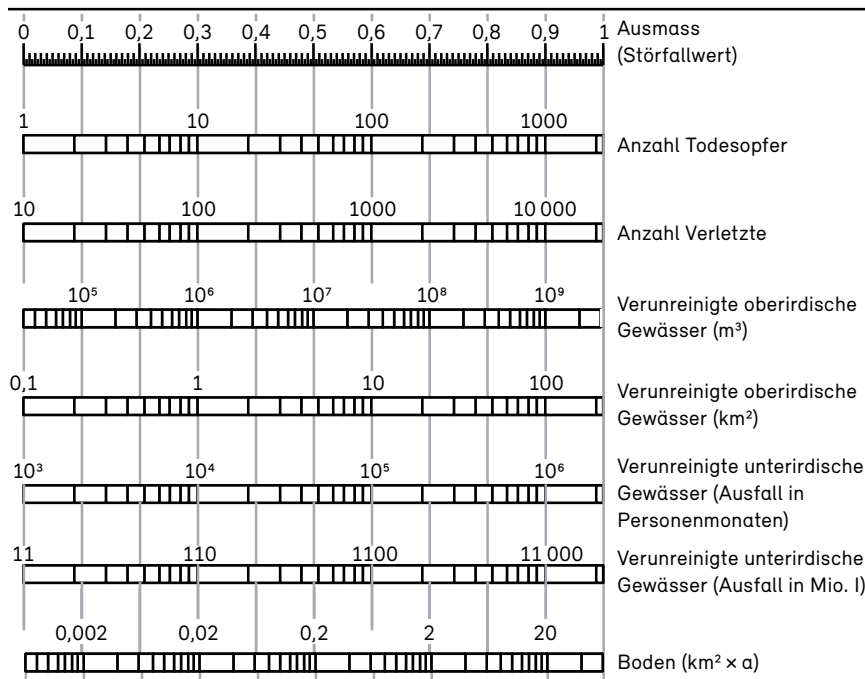 0 0,1 0,2 0,3 0,4 0,5 0,6 0,7 0,8 0,9 1 Ausmass
(Störfallwert)
1 10 100 1000
Anzahl Todesopfer
10 100 1000 10 000
Anzahl Verletzte
10⁵ 10⁶ 10⁷ 10⁸ 10⁹ Verunreinigte oberirdische
Gewässer (m³)
0,1 1 10 100 Verunreinigte oberirdische
Gewässer (km²)
10³ 10⁴ 10⁵ 10⁶ Verunreinigte unterirdische
Gewässer (Ausfall in
Personenmonaten)
11 110 1100 11 000 Verunreinigte unterirdische
Gewässer (Ausfall in Mio. l)
0,002 0,02 0,2 2 20
Boden (km² × a)